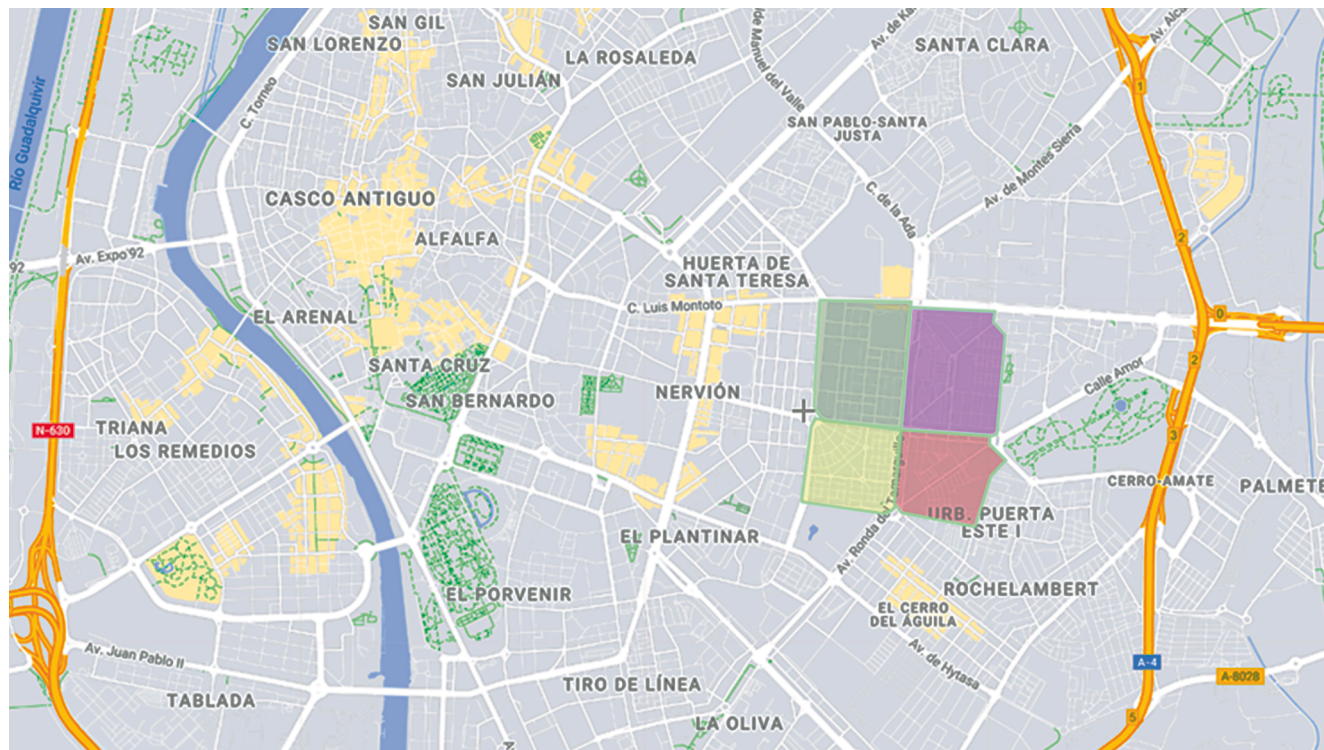 SAN GIL
SAN LORENZO
LA ROSALEDA
SAN JULIÁN
SANTA CLARA
C. Torneo
Río Guadalquivir
de Manuel del Valle
Av. de Ka
Av. Alca
1
SAN PABLO-SANTA
JUSTA
Av. de Montes Sierra
C. de la Ada
CASCO ANTIGUO
ALFALFA
92
Av. Expo'92
2
HUERTA DE
SANTA TERESA
C. Luis Montoto
EL ARENAL
0
SANTA CRUZ
2
Calle Amor
SAN BERNARDO
NERVIÓN
N-630
TRIANA
LOS REMEDIOS
3
CERRO-AMATE
PALMETE
URB. PUERTA
ESTE I
EL PLANTINAR
Av. Ronda del
EL PORVENIR
ROCHELAMBERT
EL CERRO
DEL ÁGUILA
Av. de Hytasa
Av. Juan Pablo II
A-4
A-8028
TABLADA
TIRO DE LÍNEA
LA OLIVA
5